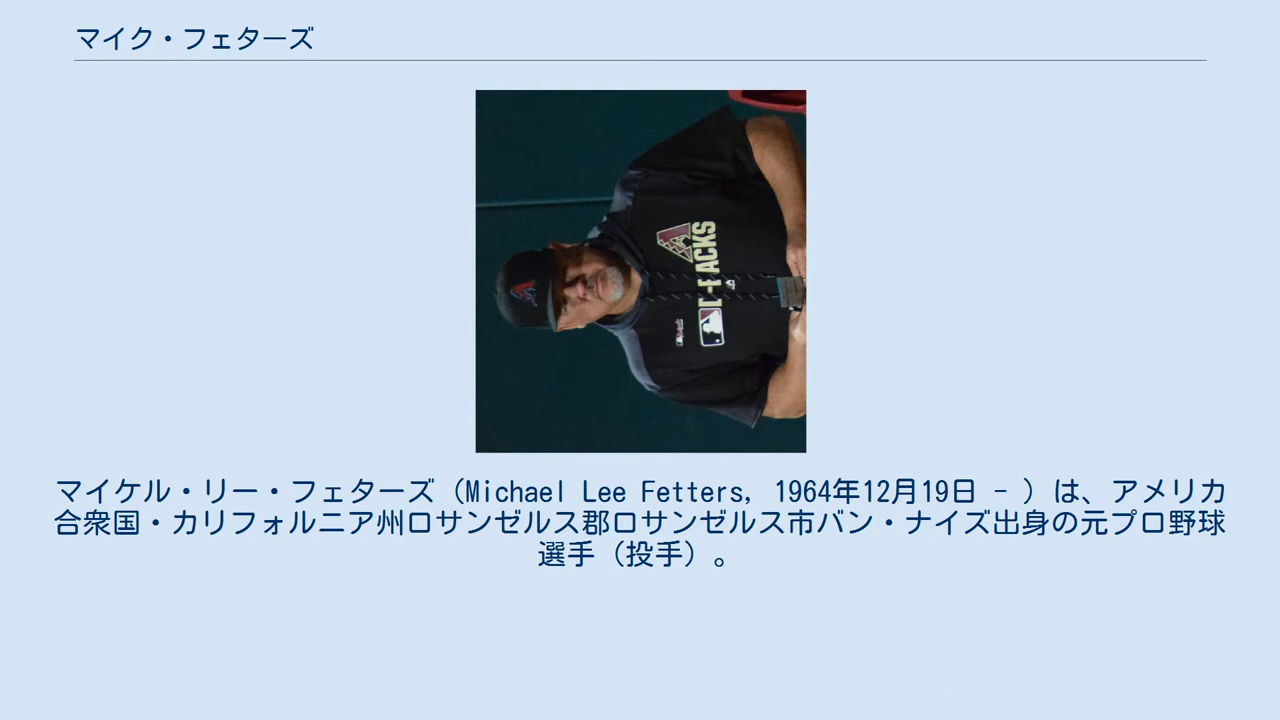 マイク・フェターズ
D-BACKS
マイケル・リー・フェターズ（Michael Lee Fetters, 1964年12月19日 - ）は、アメリカ
合衆国・カリフォルニア州ロサンゼルス郡ロサンゼルス市バン・ナイズ出身の元プロ野球
選手（投手）。